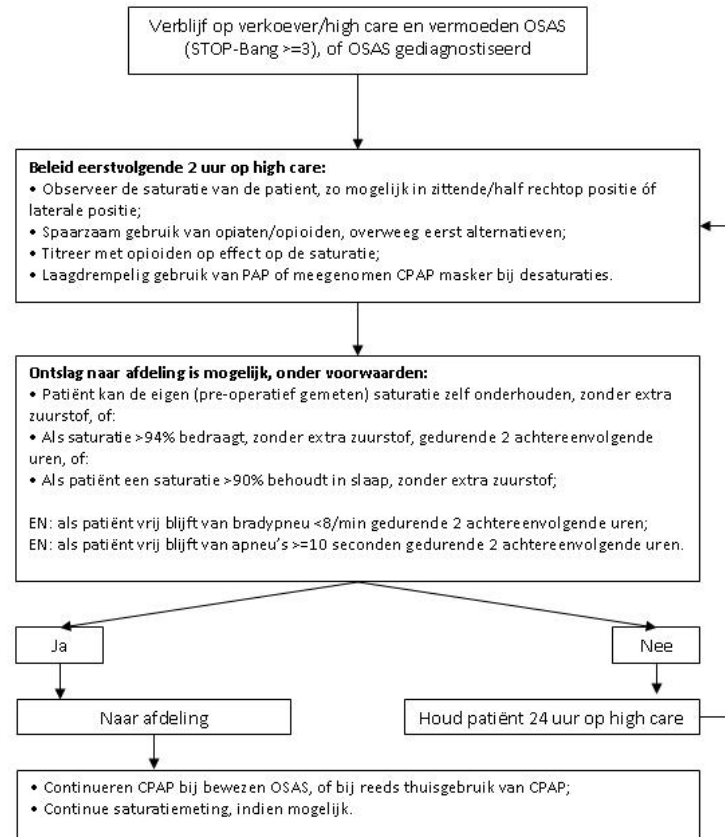 Verblijf op verkoever/high care en vermoeden OSAS
(STOP-Bang >=3), of OSAS gediagnostiseerd
Beleid eerstvolgende 2 uur op high care:
• Observeer de saturatie van de patient, zo mogelijk in zittende/half rechtop positie óf
laterale positie;
• Spaarzaam gebruik van opiaten/opioiden, overweeg eerst alternatieven;
• Titreer met opioiden op effect op de saturatie;
• Laagdrempelig gebruik van PAP of meegenomen CPAP masker bij desaturaties.
Ontslag naar afdeling is mogelijk, onder voorwaarden:
• Patiënt kan de eigen (pre-operatief gemeten) saturatie zelf onderhouden, zonder extra
zuurstof, of:
• Als saturatie >94% bedraagt, zonder extra zuurstof, gedurende 2 achtereenvolgende
uren, of:
• Als patiënt een saturatie >90% behoudt in slaap, zonder extra zuurstof;
EN: als patiënt vrij blijft van bradypneu <8/min gedurende 2 achtereenvolgende uren;
EN: als patiënt vrij blijft van apneu’s >=10 seconden gedurende 2 achtereenvolgende uren.
Ja
Nee
Naar afdeling
Houd patiënt 24 uur op high care
• Continueren CPAP bij bewezen OSAS, of bij reeds thuisgebruik van CPAP;
• Continue saturatiemeting, indien mogelijk.